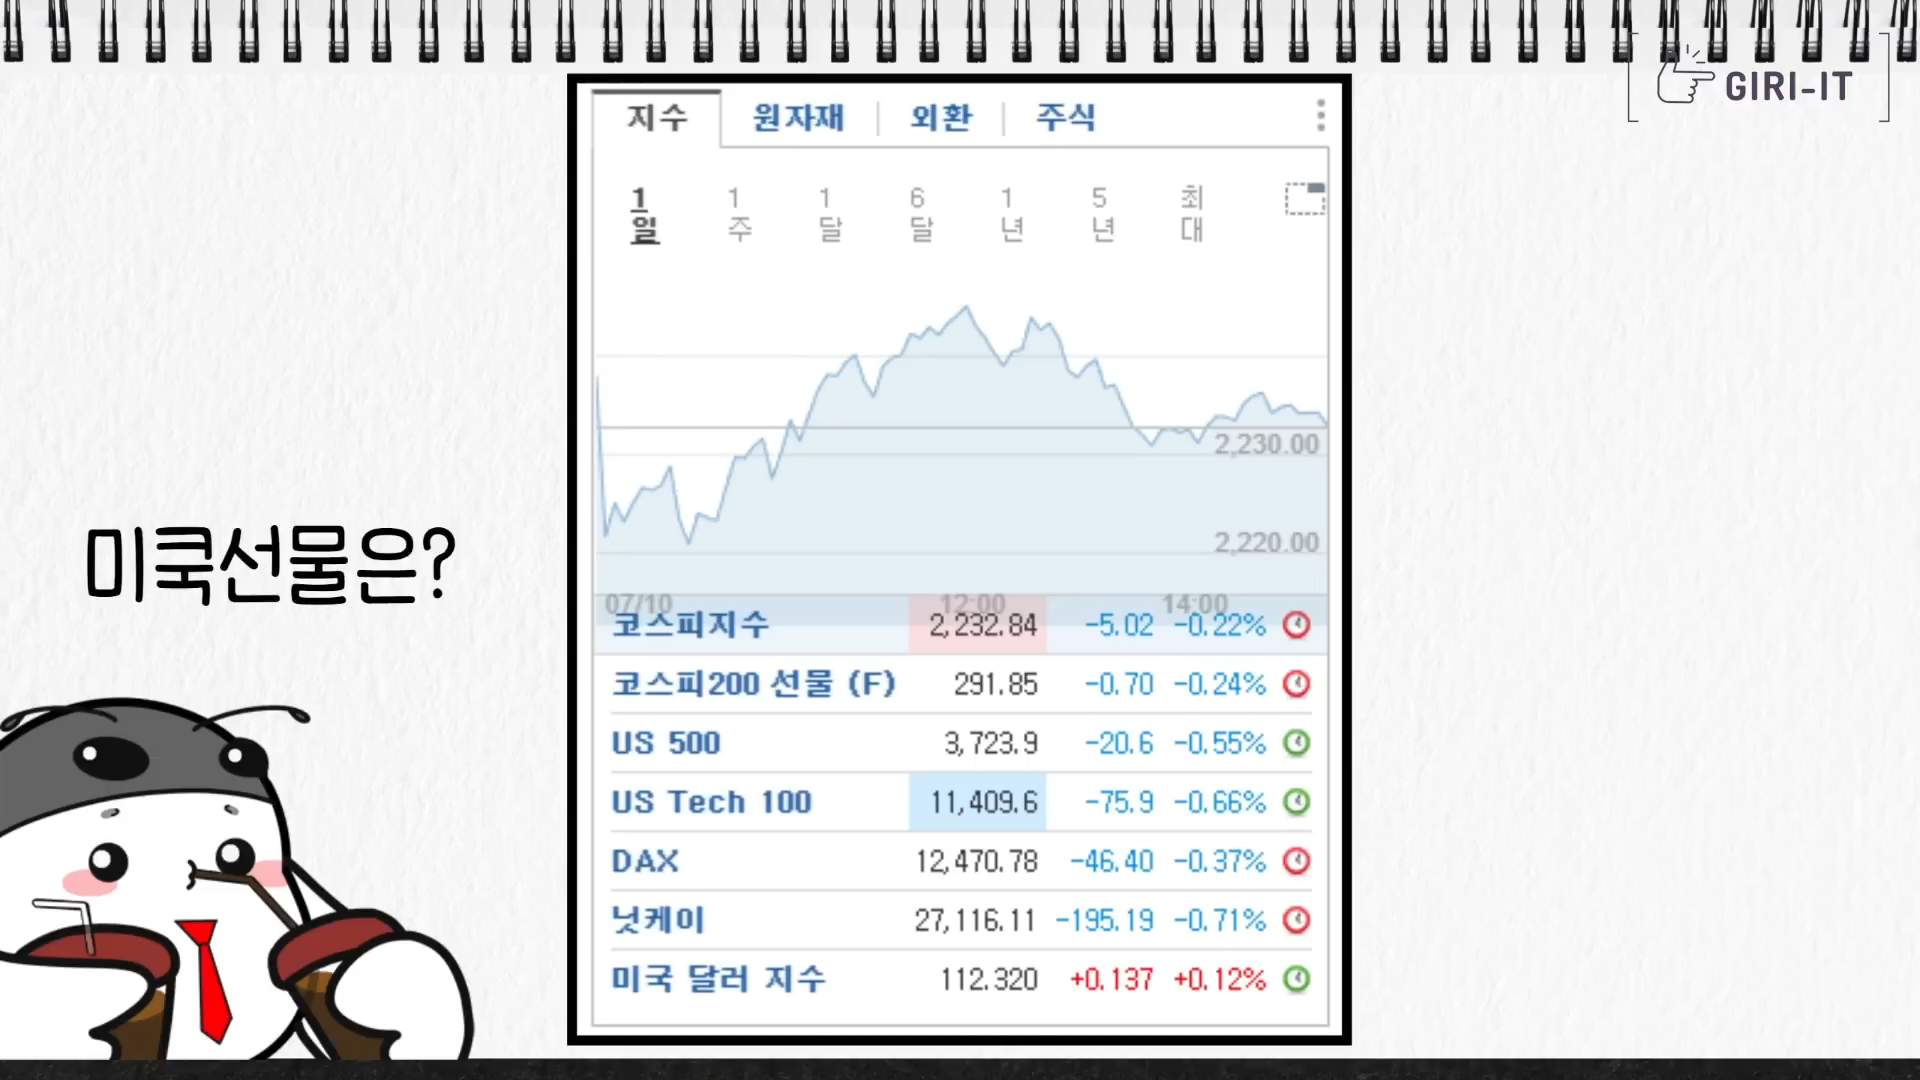 GIRI-IT
지수 원자재 외환 주식
1일 1주 1달 6달 1년 5년 최대
2,230.00
2,220.00
07/10 12:00 14:00
미쿡선물은?
코스피지수 2,232.84 -5.02 -0.22%
코스피200 선물 (F) 291.85 -0.70 -0.24%
US 500 3,723.9 -20.6 -0.55%
US Tech 100 11,409.6 -75.9 -0.66%
DAX 12,470.78 -46.40 -0.37%
닛케이 27,116.11 -195.19 -0.71%
미국 달러 지수 112.320 +0.137 +0.12%